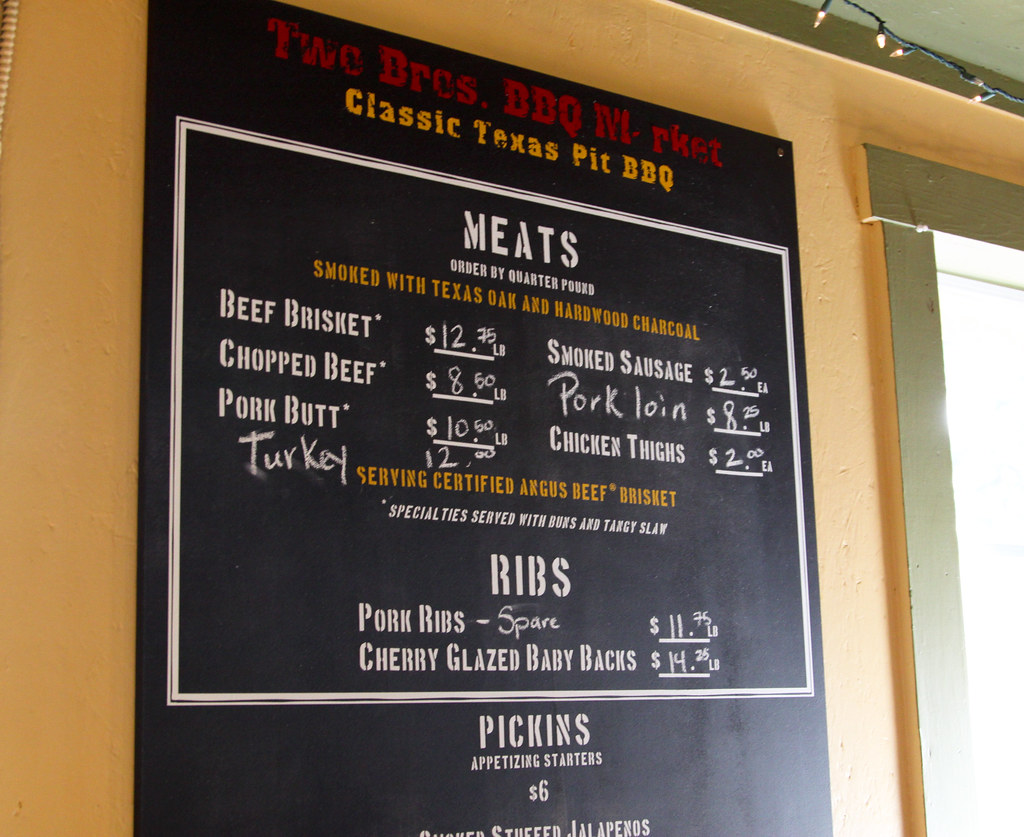 Two Bros. BBQ M rket
Classic Texas Pit BBQ
MEATS
ORDER BY QUARTER POUND
SMOKED WITH TEXAS OAK AND HARDWOOD CHARCOAL
BEEF BRISKET* $12.75 LB
CHOPPED BEEF* $8.50 LB
PORK BUTT* $10.50 LB
Turkey 12.00
SMOKED SAUSAGE $2.50 EA
Pork loin $8.25 LB
CHICKEN THIGHS $2.00 EA
SERVING CERTIFIED ANGUS BEEF® BRISKET
*SPECIALTIES SERVED WITH BUNS AND TANGY SLAW
RIBS
PORK RIBS - Spare $11.75 LB
CHERRY GLAZED BABY BACKS $14.25 LB
PICKINS
APPETIZING STARTERS
$6
SMOKED STUFFED JALAPENOS